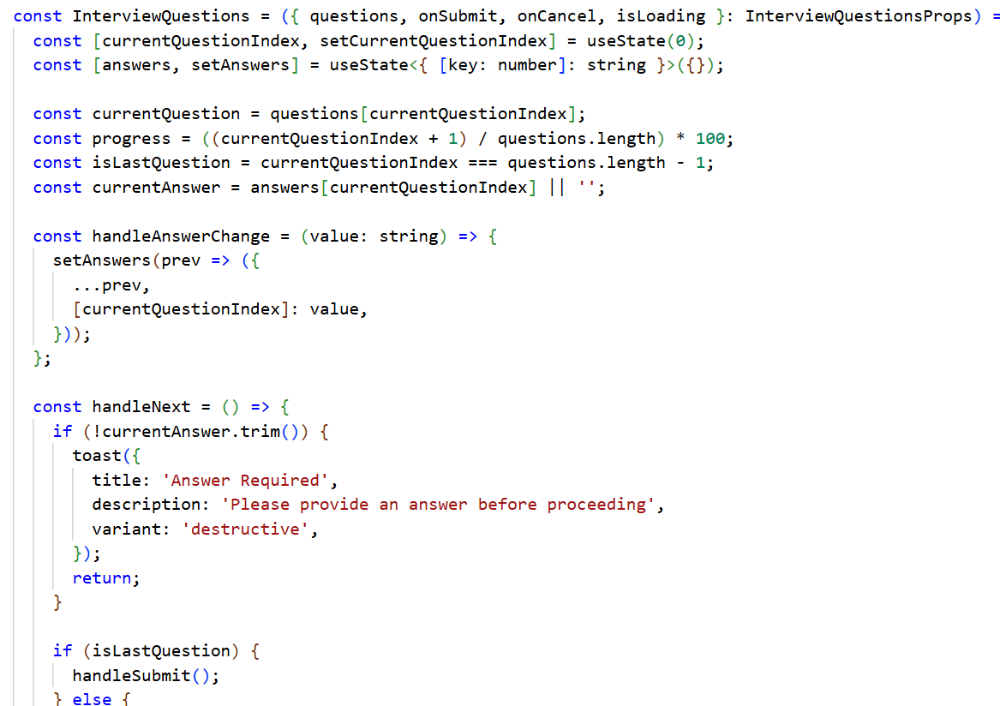 const InterviewQuestions = ({ questions, onSubmit, onCancel, isLoading }: InterviewQuestionsProps) =
const [currentQuestionIndex, setCurrentQuestionIndex] = useState(0);
const [answers, setAnswers] = useState<{ [key: number]: string }>({});
const currentQuestion = questions[currentQuestionIndex];
const progress = ((currentQuestionIndex + 1) / questions.length) * 100;
const isLastQuestion = currentQuestionIndex === questions.length - 1;
const currentAnswer = answers[currentQuestionIndex] || '';
const handleAnswerChange = (value: string) => {
setAnswers(prev => ({
...prev,
[currentQuestionIndex]: value,
}));
};
const handleNext = () => {
if (!currentAnswer.trim()) {
toast({
title: 'Answer Required',
description: 'Please provide an answer before proceeding',
variant: 'destructive',
});
return;
}
if (isLastQuestion) {
handleSubmit();
} else {